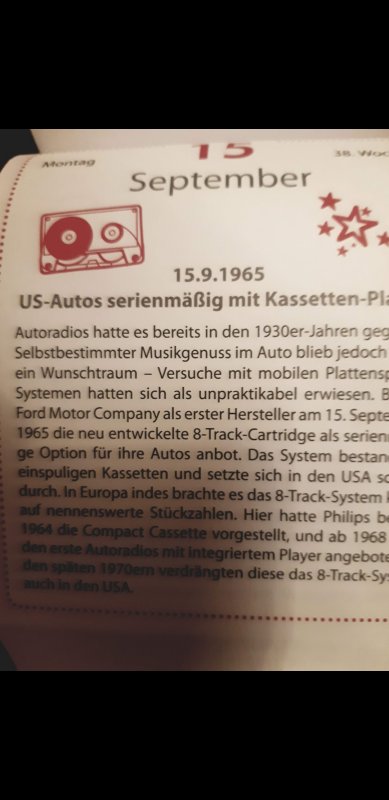 Montag
15
38. Woc
September
15.9.1965
US-Autos serienmäßig mit Kassetten-Pla
Autoradios hatte es bereits in den 1930er-Jahren geg
Selbstbestimmter Musikgenuss im Auto blieb jedoch
ein Wunschtraum – Versuche mit mobilen Plattensp
Systemen hatten sich als unpraktikabel erwiesen. B
Ford Motor Company als erster Hersteller am 15. Septe
1965 die neu entwickelte 8-Track-Cartridge als serien
ge Option für ihre Autos anbot. Das System bestan
einspuligen Kassetten und setzte sich in den USA sc
durch. In Europa indes brachte es das 8-Track-System k
auf nennenswerte Stückzahlen. Hier hatte Philips be
1964 die Compact Cassette vorgestellt, und ab 1968
den erste Autoradios mit integriertem Player angebote
den späten 1970ern verdrängten diese das 8-Track-Sys
auch in den USA.